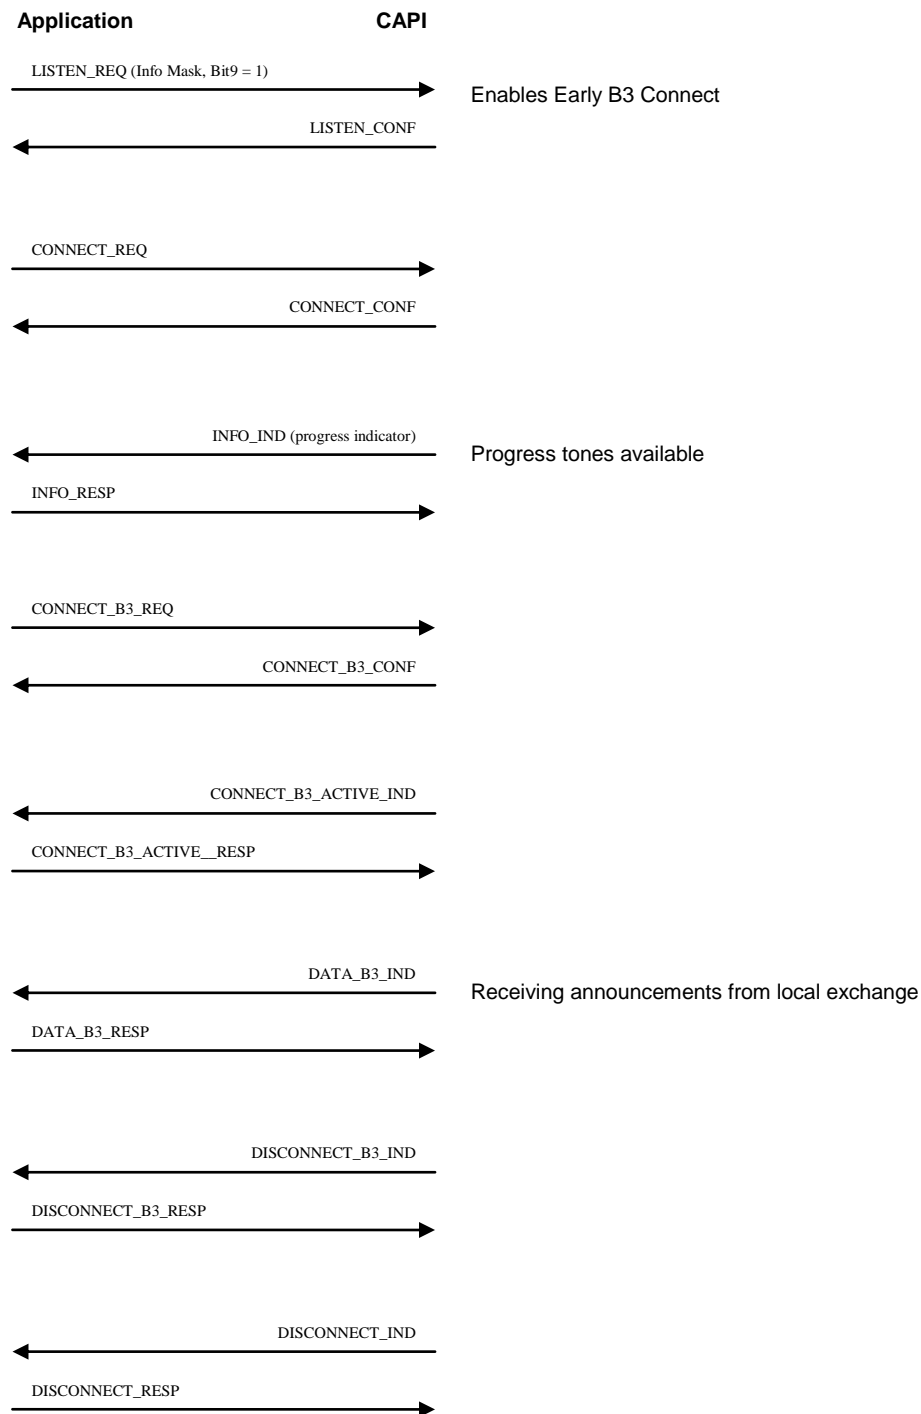 Application CAPI
LISTEN_REQ (Info Mask, Bit9 = 1)
Enables Early B3 Connect
LISTEN_CONF
CONNECT_REQ
CONNECT_CONF
INFO_IND (progress indicator)
Progress tones available
INFO_RESP
CONNECT_B3_REQ
CONNECT_B3_CONF
CONNECT_B3_ACTIVE_IND
CONNECT_B3_ACTIVE__RESP
DATA_B3_IND
Receiving announcements from local exchange
DATA_B3_RESP
DISCONNECT_B3_IND
DISCONNECT_B3_RESP
DISCONNECT_IND
DISCONNECT_RESP